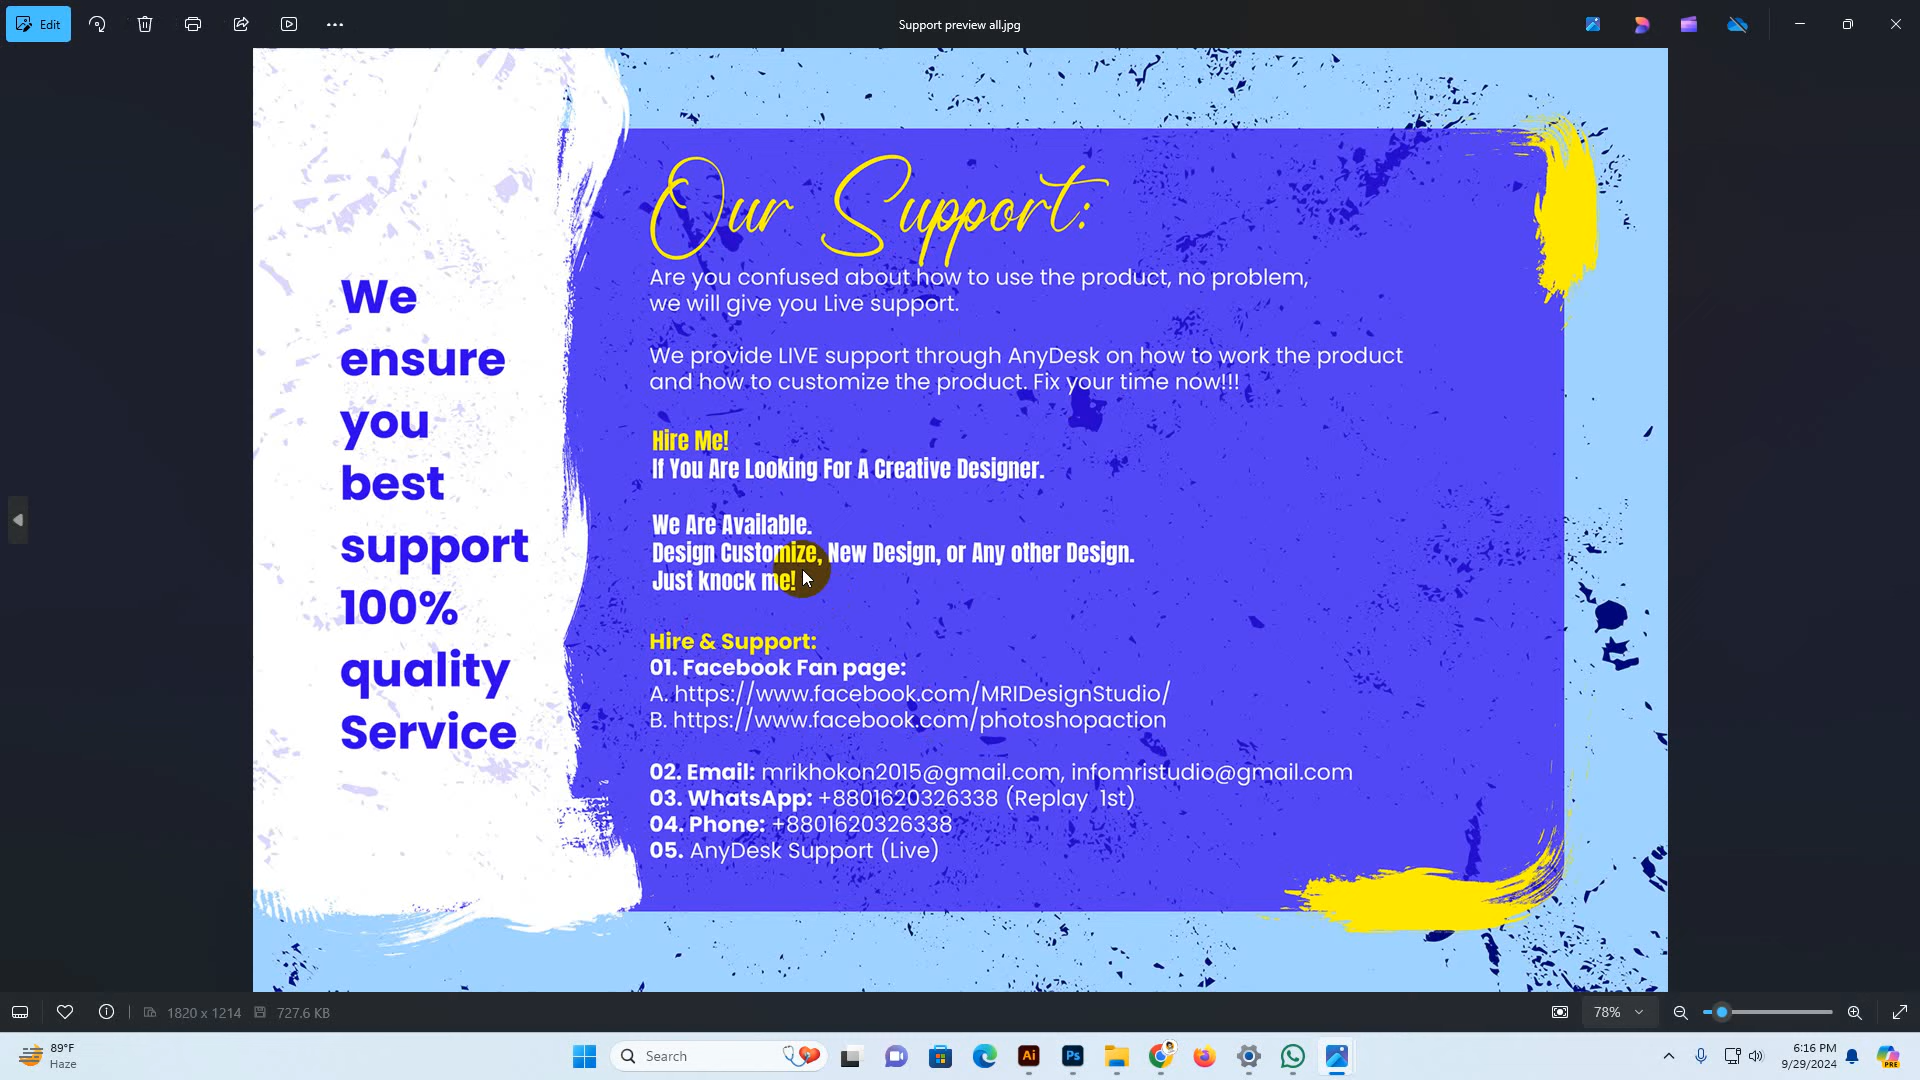 Edit
Support preview all.jpg
We
ensure
you
best
support
100%
quality
Service
Our Support:
Are you confused about how to use the product, no problem,
we will give you Live support.
We provide LIVE support through AnyDesk on how to work the product
and how to customize the product. Fix your time now!!!
Hire Me!
If You Are Looking For A Creative Designer.
We Are Available.
Design Customize, New Design, or Any other Design.
Just knock me!
Hire & Support:
01. Facebook Fan page:
A. https://www.facebook.com/MRIDesignStudio/
B. https://www.facebook.com/photoshopaction
02. Email: mrikhokon2015@gmail.com, infomristudio@gmail.com
03. WhatsApp: +8801620326338 (Replay 1st)
04. Phone: +8801620326338
05. AnyDesk Support (Live)
1820 x 1214 727.6 KB
78%
89°F
Haze
Search
Ai
Ps
6:16 PM
9/29/2024
PRE